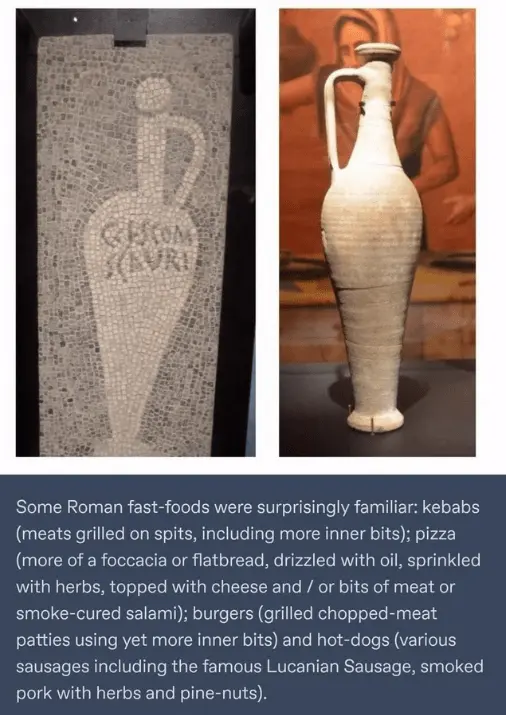 G F SCOM
SCAURI
Some Roman fast-foods were surprisingly familiar: kebabs
(meats grilled on spits, including more inner bits); pizza
(more of a foccacia or flatbread, drizzled with oil, sprinkled
with herbs, topped with cheese and / or bits of meat or
smoke-cured salami); burgers (grilled chopped-meat
patties using yet more inner bits) and hot-dogs (various
sausages including the famous Lucanian Sausage, smoked
pork with herbs and pine-nuts).